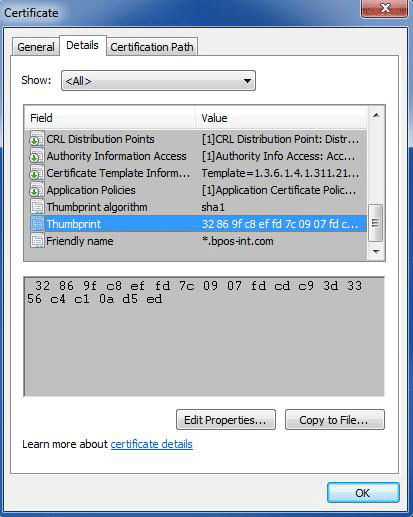 Certificate
General Details Certification Path
Show: <All>
Field Value
CRL Distribution Points [1]CRL Distribution Point: Distr...
Authority Information Access [1]Authority Info Access: Acc...
Certificate Template Inform... Template=1.3.6.1.4.1.311.21...
Application Policies [1]Application Certificate Polic...
Thumbprint algorithm sha1
Thumbprint 32 86 9f c8 ef fd 7c 09 07 fd c...
Friendly name *.bpos-int.com
32 86 9f c8 ef fd 7c 09 07 fd cd c9 3d 33
56 c4 c1 0a d5 ed
Edit Properties... Copy to File...
Learn more about certificate details
OK